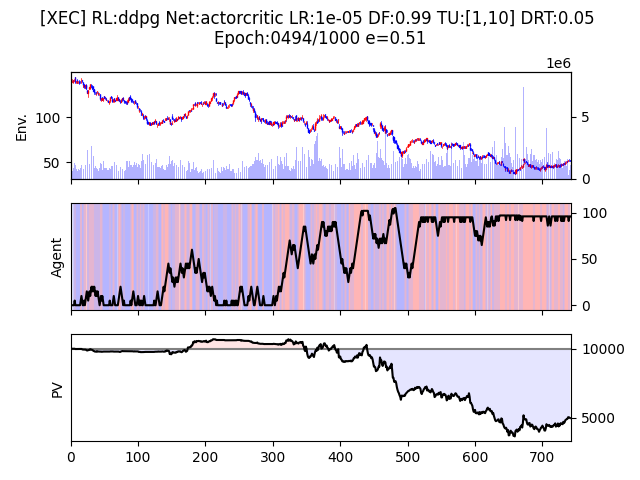 [XEC] RL:ddpg Net:actorcritic LR:1e-05 DF:0.99 TU:[1,10] DRT:0.05
Epoch:0494/1000 e=0.51
1e6
Env.
100
50
5
0
Agent
100
50
0
PV
10000
5000
0 100 200 300 400 500 600 700